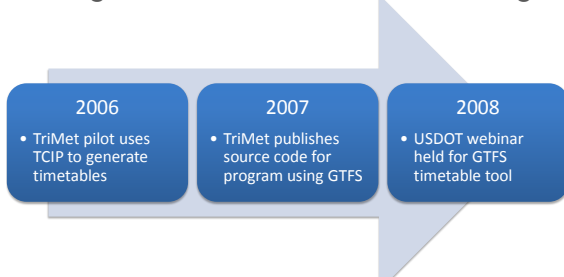 2006
• TriMet pilot uses
TCIP to generate
timetables
2007
• TriMet publishes
source code for
program using GTFS
2008
• USDOT webinar
held for GTFS
timetable tool